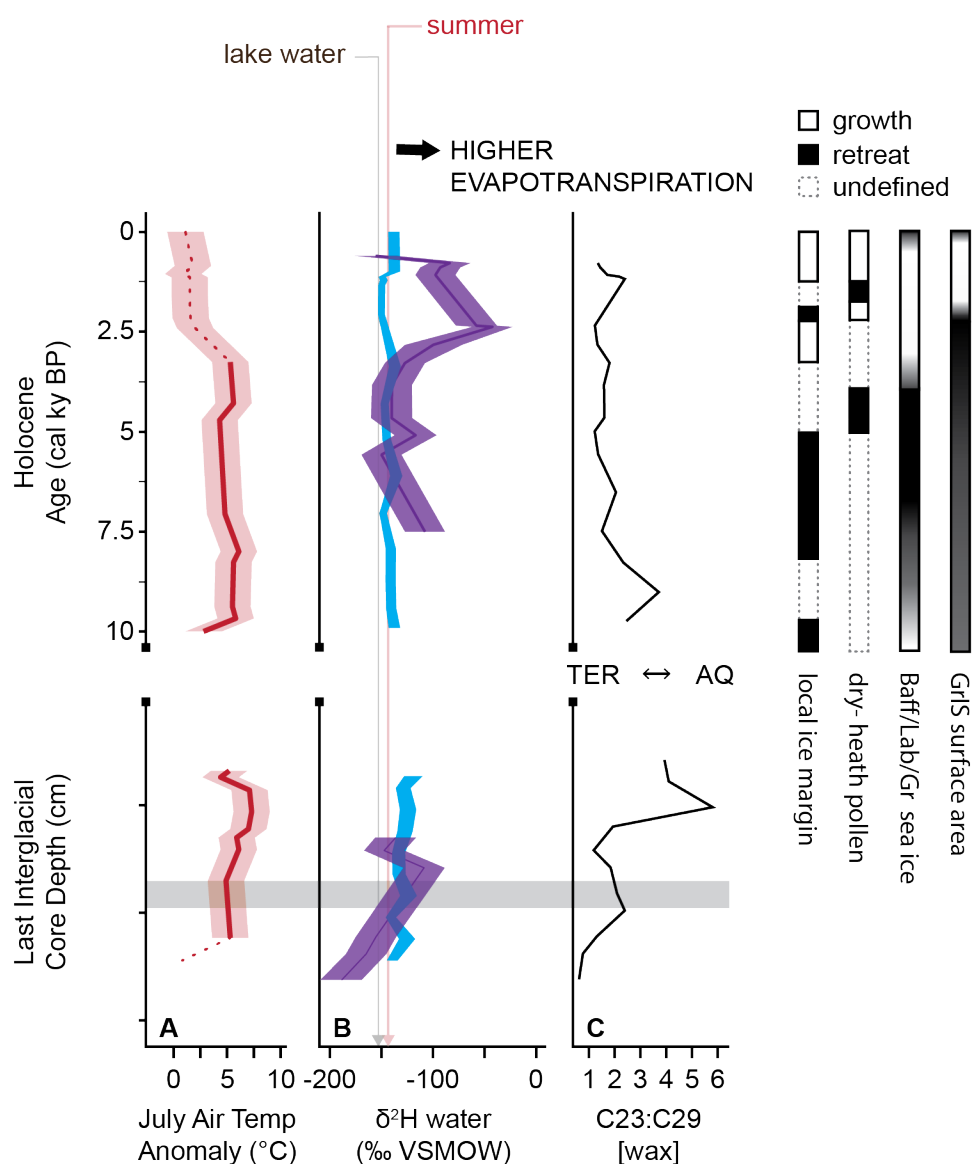 summer
lake water
HIGHER
EVAPOTRANSPIRATION
growth
retreat
undefined
0
2.5
5
7.5
10
Holocene
Age (cal ky BP)
TER ↔ AQ
local ice margin
dry- heath pollen
Baff/Lab/Gr sea ice
GrIS surface area
Last Interglacial
Core Depth (cm)
A
B
C
0 5 10
-200 -100 0
1 2 3 4 5 6
July Air Temp
Anomaly (°C)
δ²H water
(‰ VSMOW)
C23:C29
[wax]